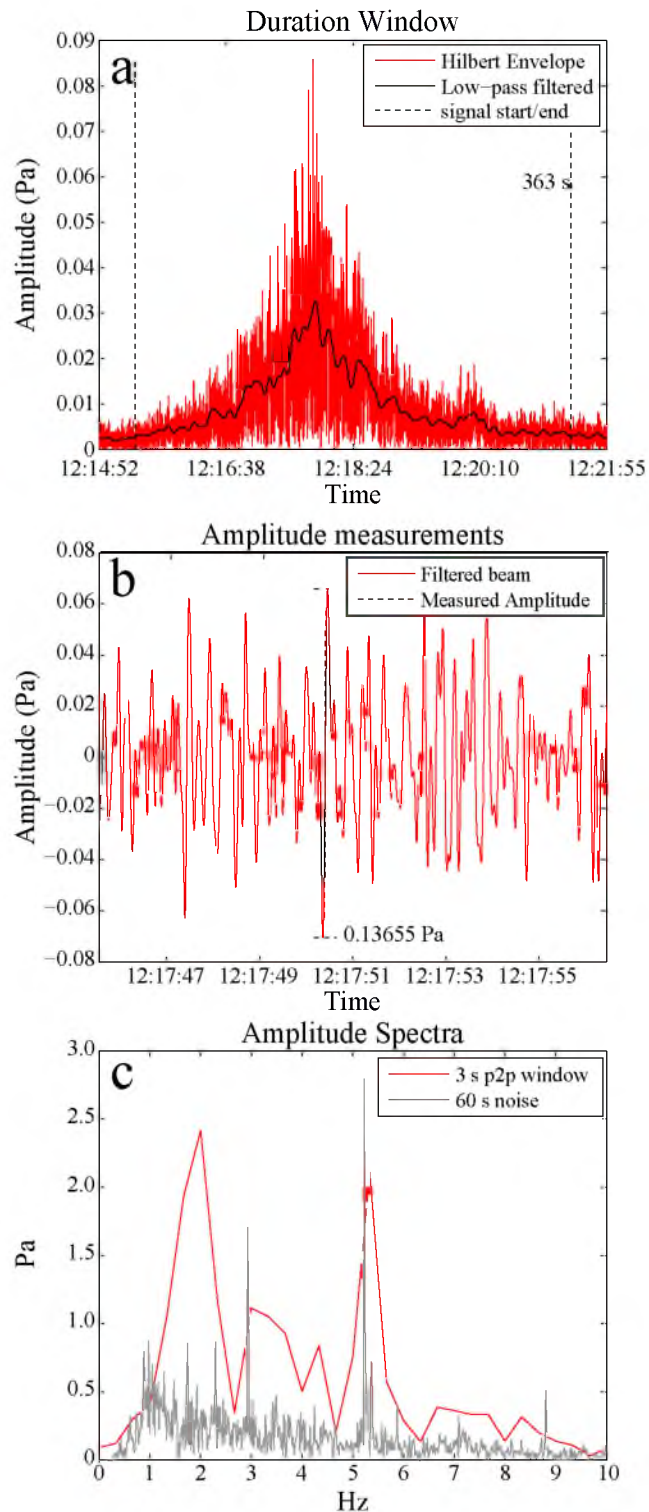 Duration Window
a
Hilbert Envelope
Low-pass filtered
signal start/end
363 s
Amplitude (Pa)
0.09
0.08
0.07
0.06
0.05
0.04
0.03
0.02
0.01
0
12:14:52 12:16:38 12:18:24 12:20:10 12:21:55
Time
Amplitude measurements
b
Filtered beam
Measured Amplitude
Amplitude (Pa)
0.08
0.06
0.04
0.02
0
−0.02
−0.04
−0.06
−0.08
0.13655 Pa
12:17:47 12:17:49 12:17:51 12:17:53 12:17:55
Time
Amplitude Spectra
c
3 s p2p window
60 s noise
Pa
3.0
2.5
2.0
1.5
1.0
0.5
0
0 1 2 3 4 5 6 7 8 9 10
Hz